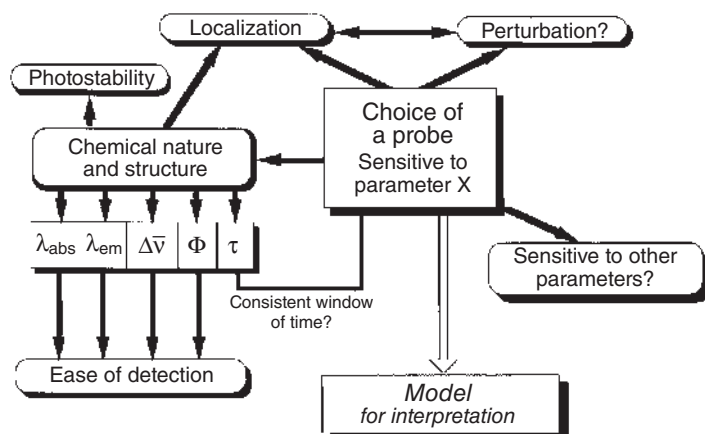 Localization
Perturbation?
Photostability
Choice of
a probe
Sensitive to
parameter X
Chemical nature
and structure
λabs λem Δν̅ Φ τ
Sensitive to other
parameters?
Consistent window
of time?
Ease of detection
Model
for interpretation